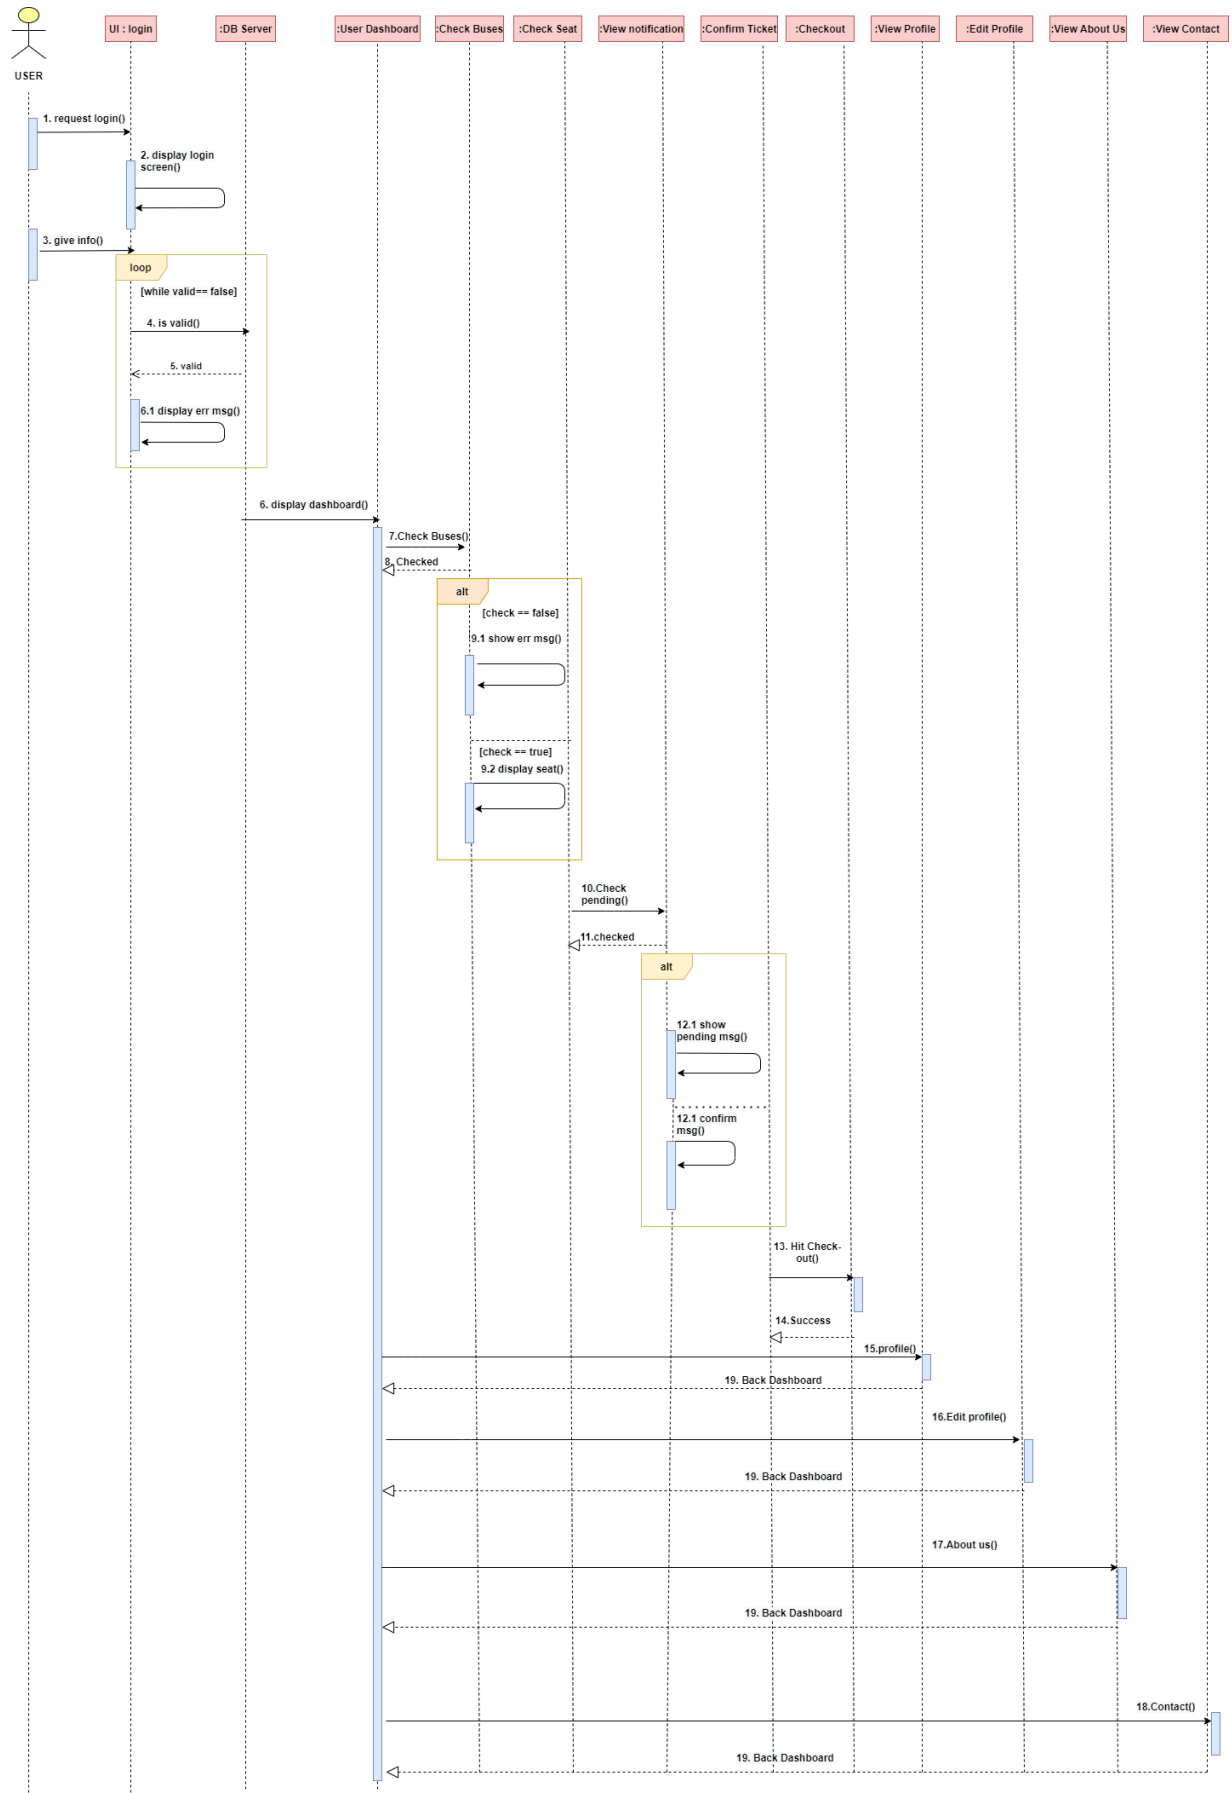 UI : login
:DB Server
:User Dashboard
:Check Buses
:Check Seat
:View notification
:Confirm Ticket
:Checkout
:View Profile
:Edit Profile
:View About Us
:View Contact
USER
1. request login()
2. display login
screen()
3. give info()
loop
[while valid== false]
4. is valid()
5. valid
6.1 display err msg()
6. display dashboard()
7.Check Buses()
8. Checked
alt
[check == false]
9.1 show err msg()
[check == true]
9.2 display seat()
10.Check
pending()
11.checked
alt
12.1 show
pending msg()
12.1 confirm
msg()
13. Hit Check-
out()
14.Success
15.profile()
19. Back Dashboard
16.Edit profile()
19. Back Dashboard
17.About us()
19. Back Dashboard
18.Contact()
19. Back Dashboard